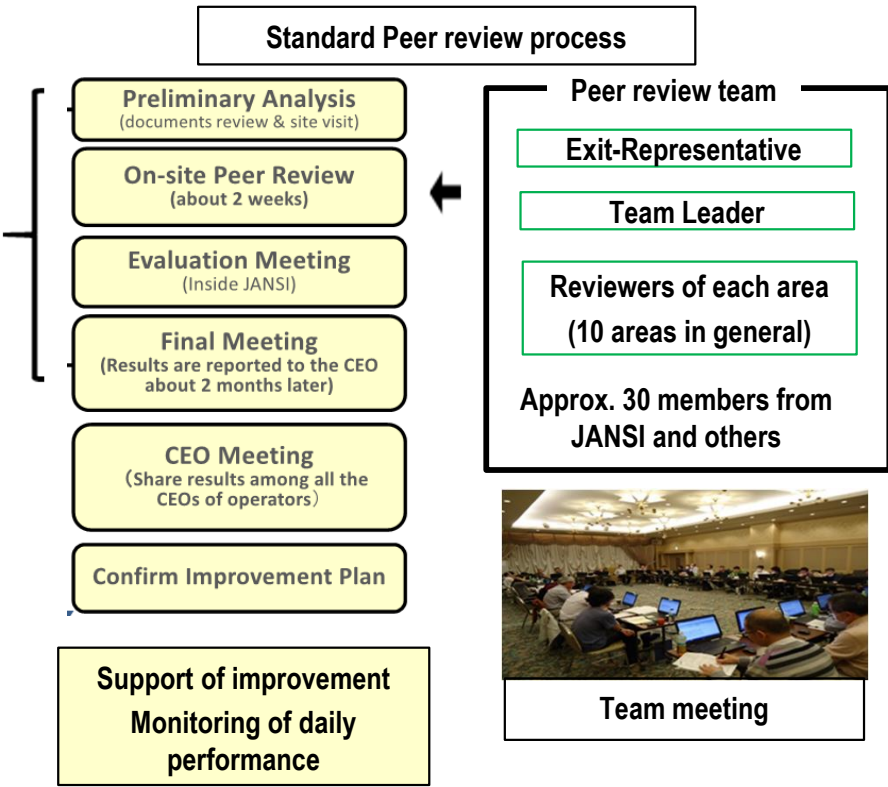 Standard Peer review process
Preliminary Analysis
(documents review & site visit)
On-site Peer Review
(about 2 weeks)
Evaluation Meeting
(Inside JANSI)
Final Meeting
(Results are reported to the CEO
about 2 months later)
CEO Meeting
（Share results among all the
CEOs of operators）
Confirm Improvement Plan
Support of improvement
Monitoring of daily
performance
Peer review team
Exit-Representative
Team Leader
Reviewers of each area
(10 areas in general)
Approx. 30 members from
JANSI and others
Team meeting